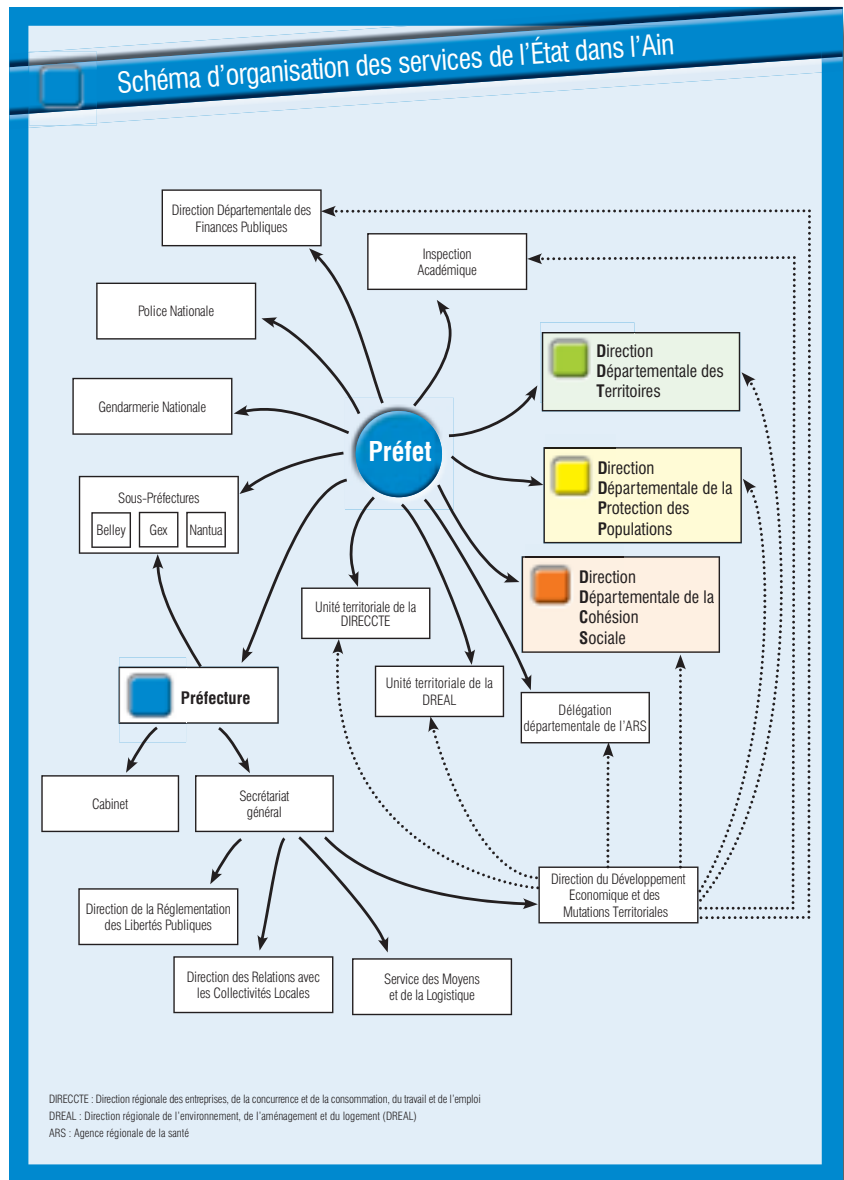 Schéma d'organisation des services de l'État dans l'Ain
Direction Départementale des
Finances Publiques
Inspection
Académique
Police Nationale
Direction
Départementale des
Territoires
Gendarmerie Nationale
Préfet
Direction
Départementale de la
Protection des
Populations
Sous-Préfectures
Belley
Gex
Nantua
Direction
Départementale de la
Cohésion
Sociale
Unité territoriale de la
DIRECCTE
Unité territoriale de la
DREAL
Délégation
départementale de l'ARS
Préfecture
Cabinet
Secrétariat
général
Direction du Développement
Economique et des
Mutations Territoriales
Direction de la Réglementation
des Libertés Publiques
Direction des Relations avec
les Collectivités Locales
Service des Moyens
et de la Logistique
DIRECCTE : Direction régionale des entreprises, de la concurrence et de la consommation, du travail et de l'emploi
DREAL : Direction régionale de l'environnement, de l'aménagement et du logement (DREAL)
ARS : Agence régionale de la santé